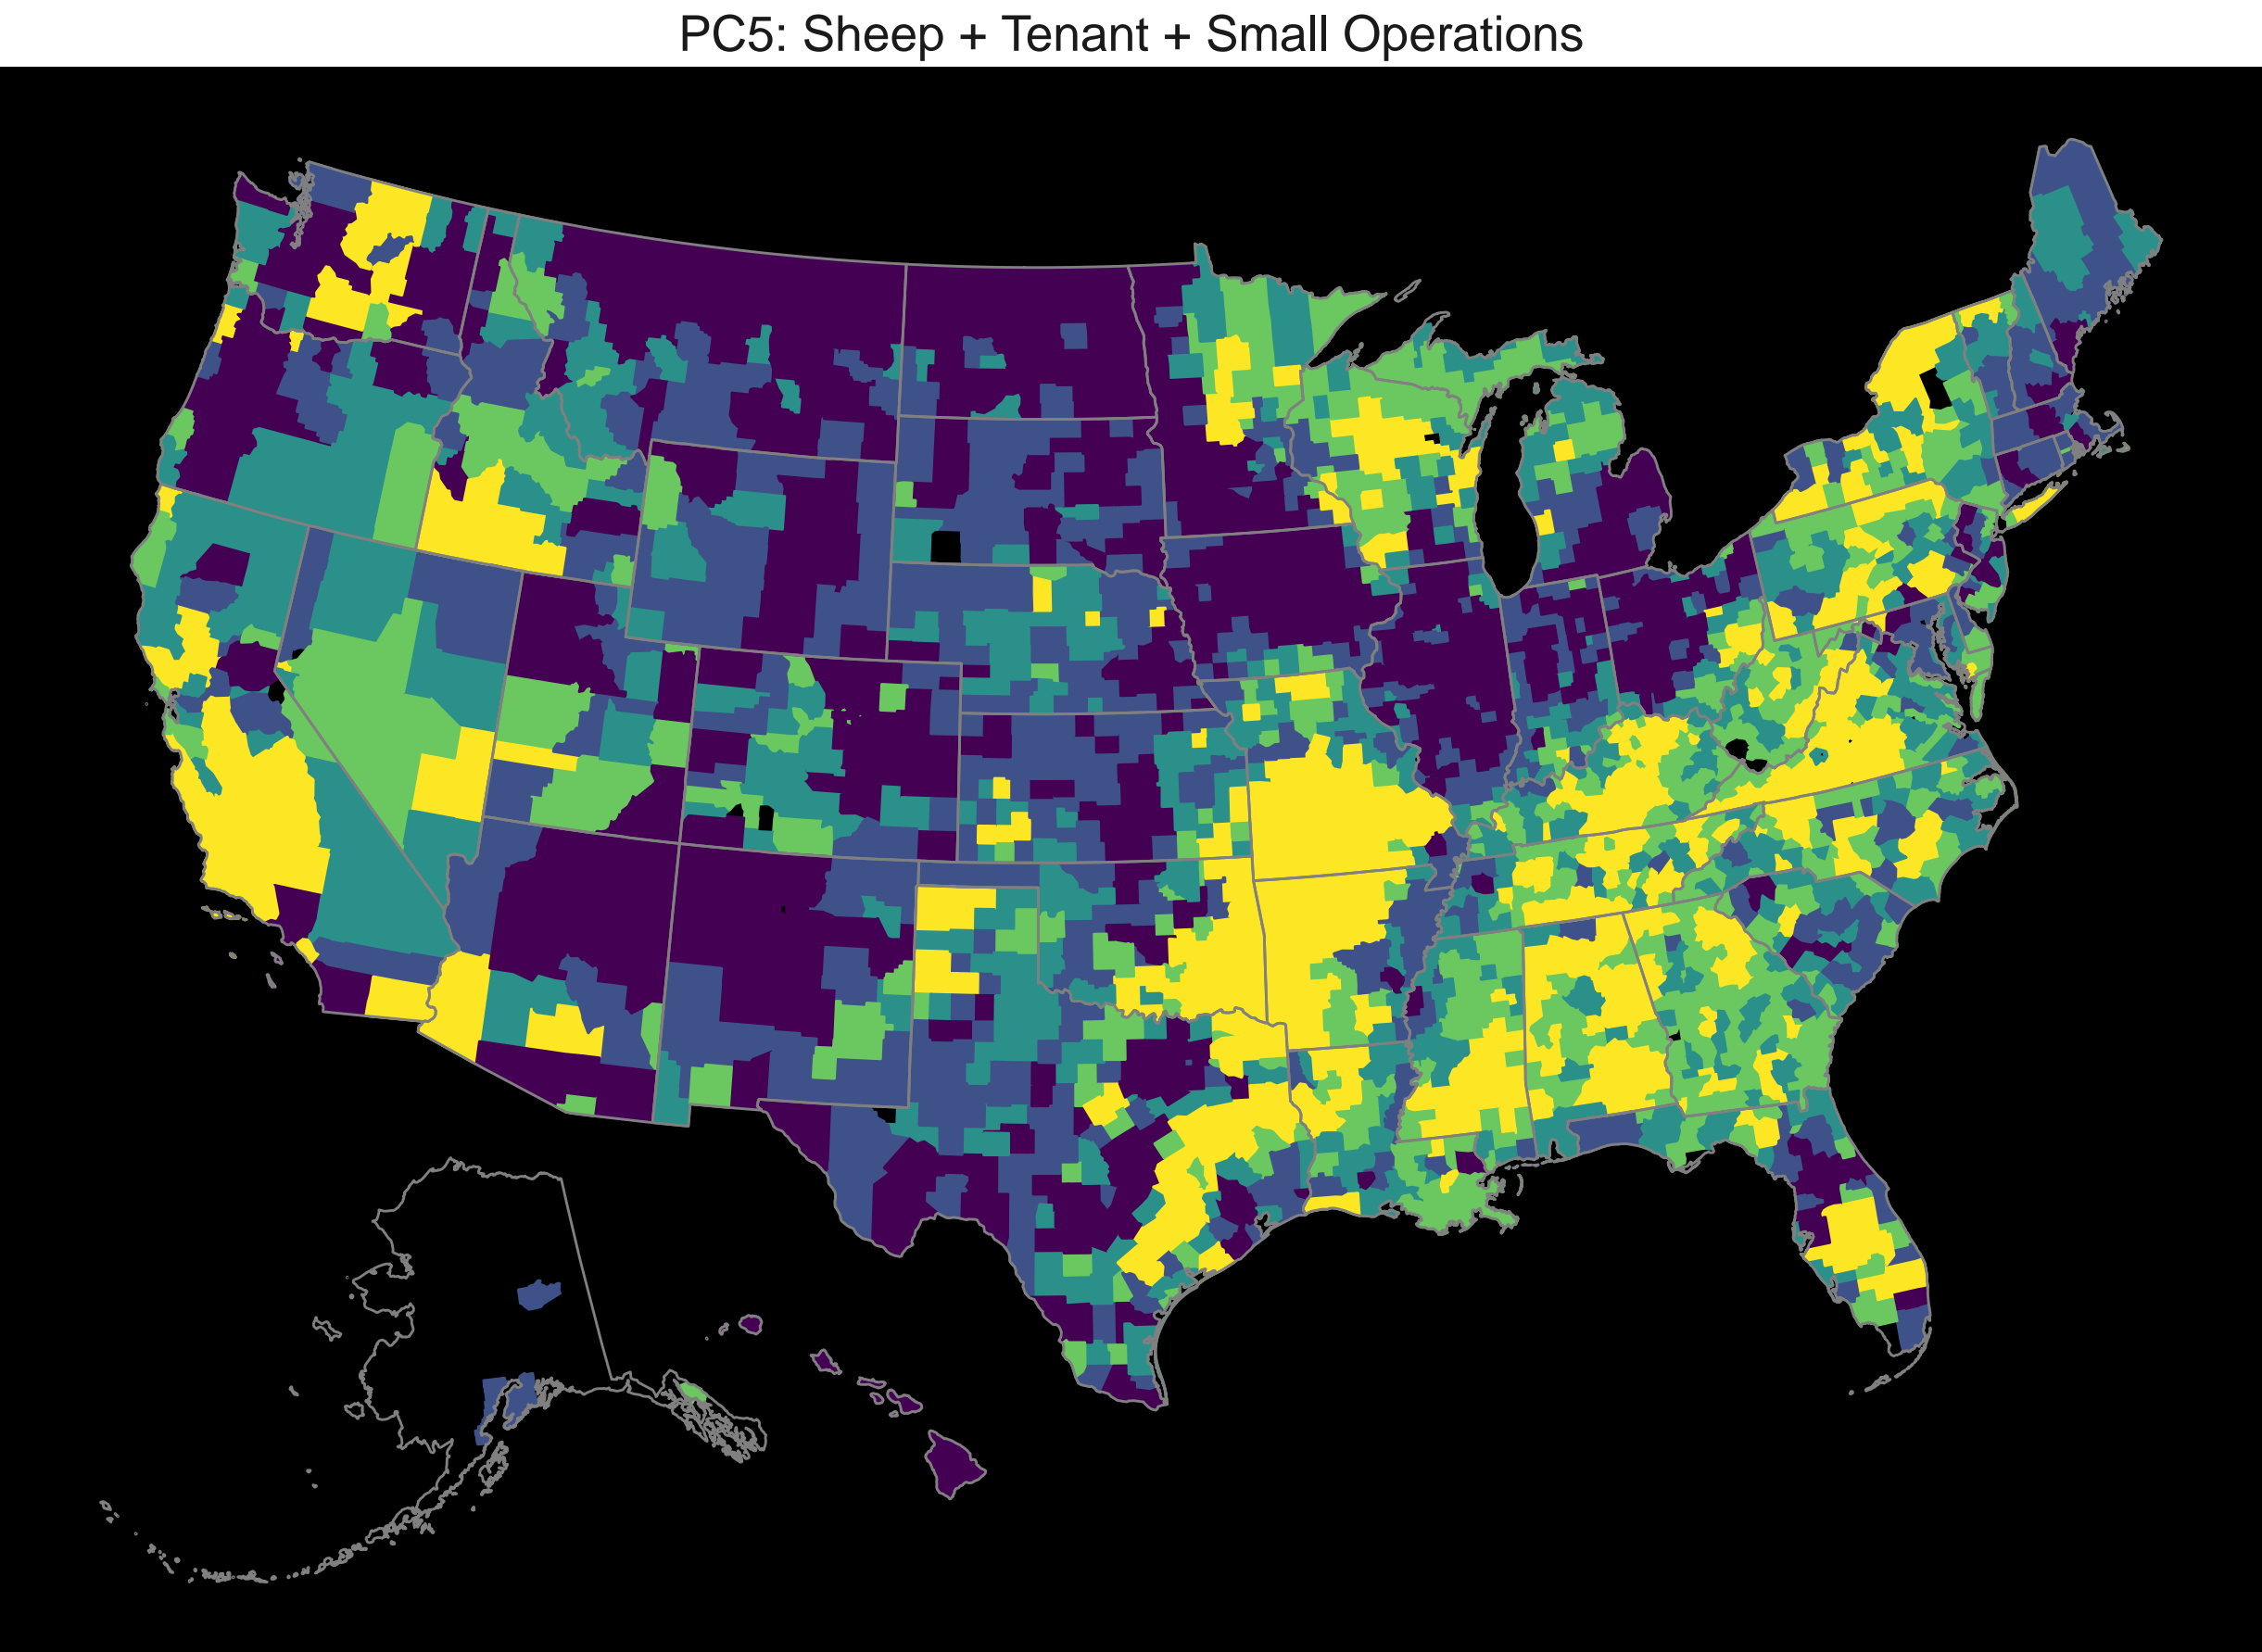 PC5: Sheep + Tenant + Small Operations